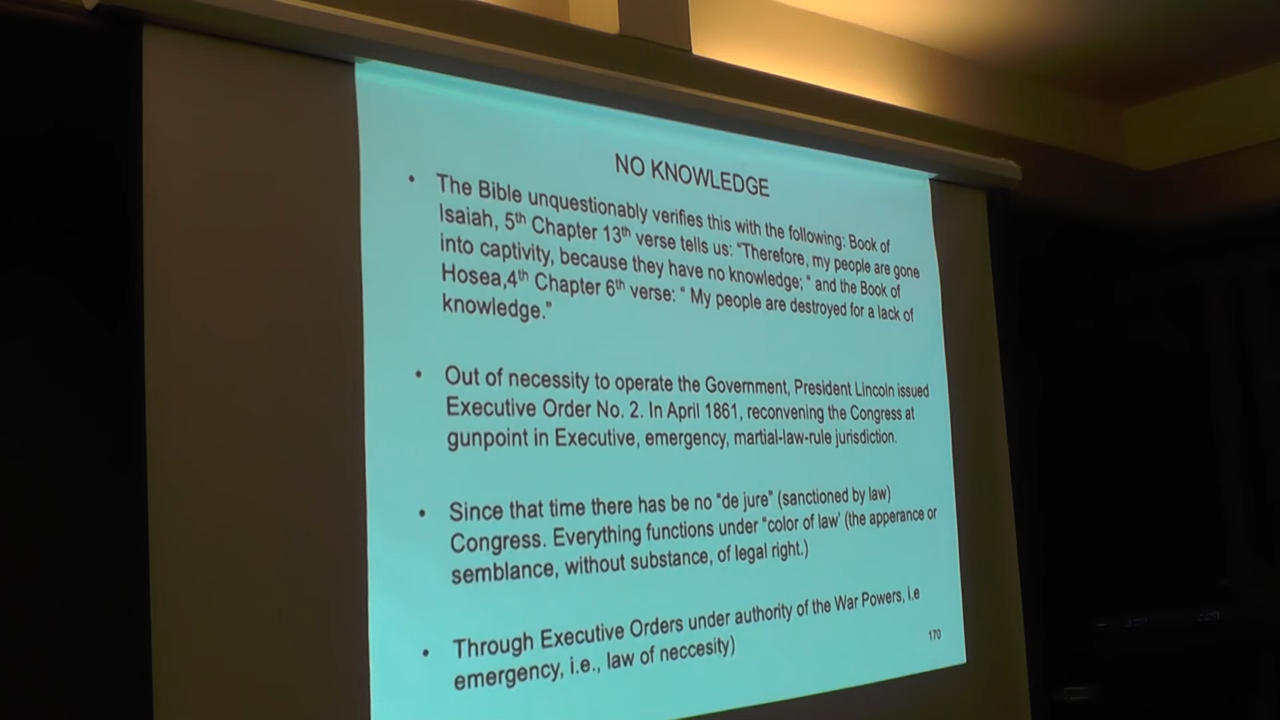 NO KNOWLEDGE
• The Bible unquestionably verifies this with the following: Book of
Isaiah, 5th Chapter 13th verse tells us: “Therefore, my people are gone
into captivity, because they have no knowledge; “ and the Book of
Hosea,4th Chapter 6th verse: “ My people are destroyed for a lack of
knowledge.”
• Out of necessity to operate the Government, President Lincoln issued
Executive Order No. 2. In April 1861, reconvening the Congress at
gunpoint in Executive, emergency, martial-law-rule jurisdiction.
• Since that time there has be no “de jure” (sanctioned by law)
Congress. Everything functions under “color of law’ (the apperance or
semblance, without substance, of legal right.)
• Through Executive Orders under authority of the War Powers, I.e
emergency, i.e., law of neccesity)
170